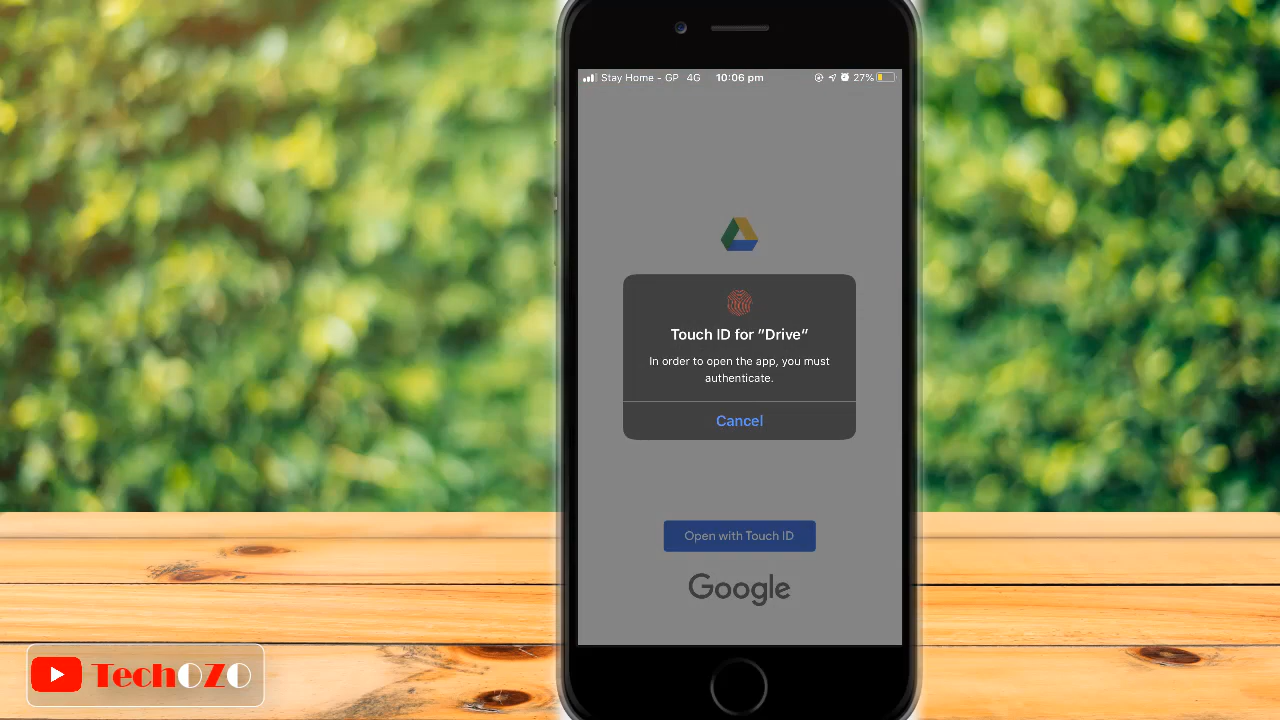 Stay Home - GP 4G 10:06 pm 27%
Touch ID for “Drive”
In order to open the app, you must
authenticate.
Cancel
Open with Touch ID
Google
TechOZO